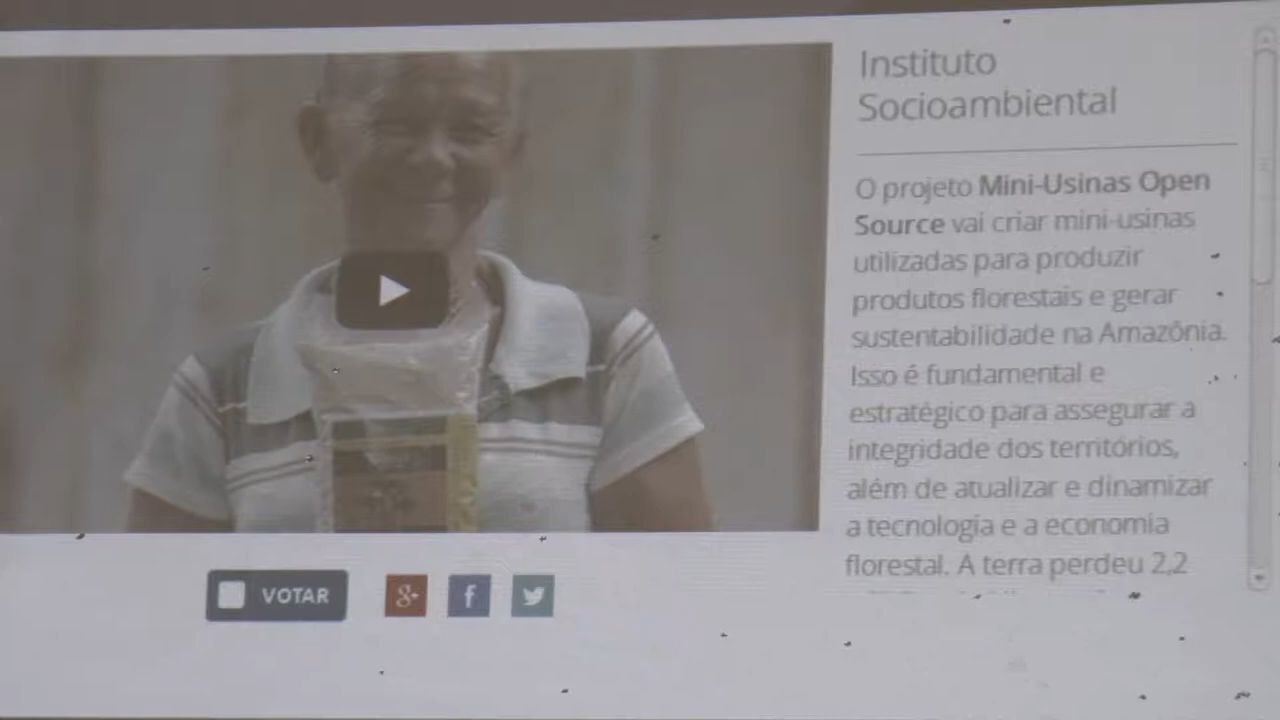 Instituto
Socioambiental
O projeto Mini-Usinas Open
Source vai criar mini-usinas
utilizadas para produzir
produtos florestais e gerar
sustentabilidade na Amazônia.
Isso é fundamental e
estratégico para assegurar a
integridade dos territórios,
além de atualizar e dinamizar
a tecnologia e a economia
florestal. A terra perdeu 2,2
VOTAR
g+
f